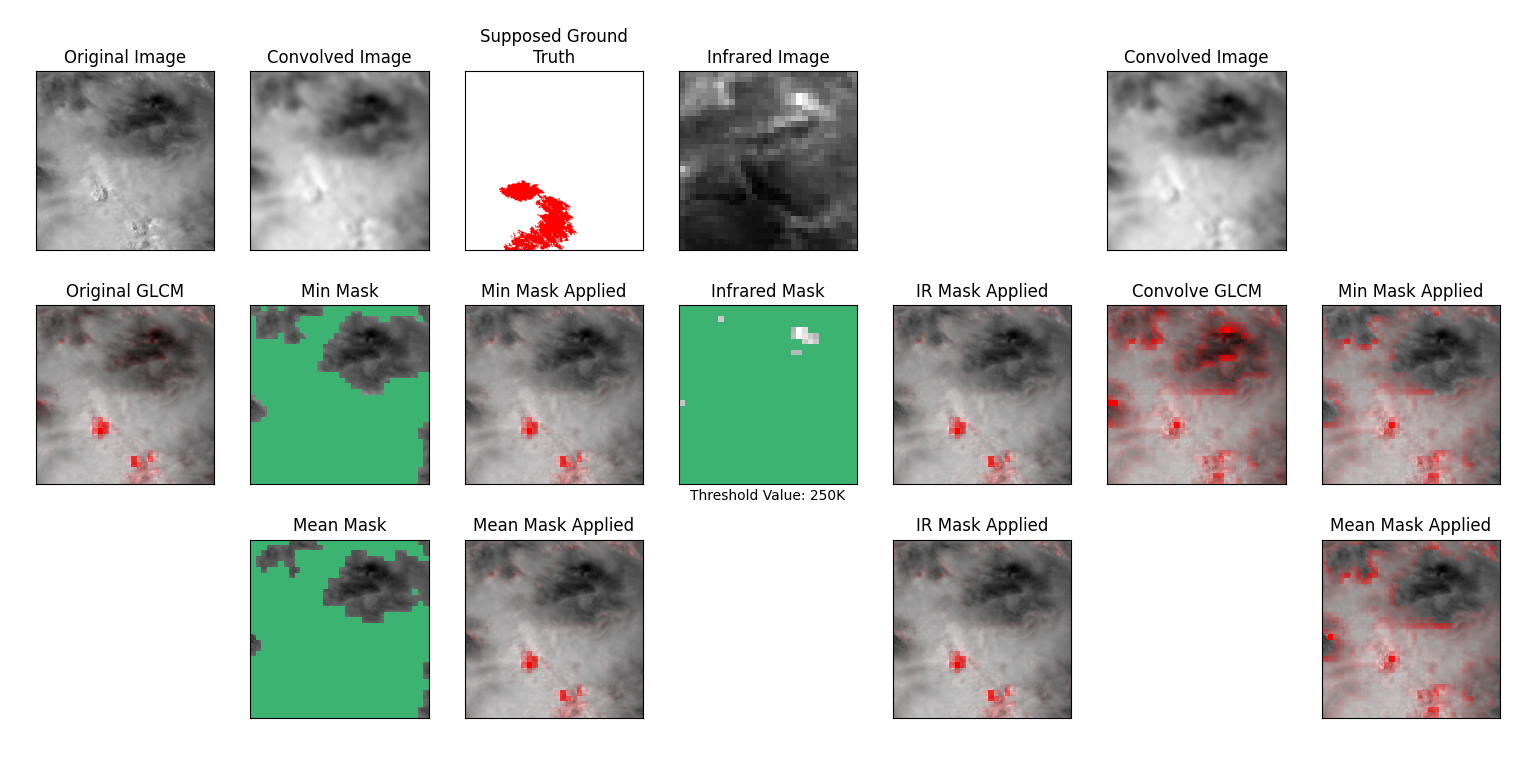 Original Image
Convolved Image
Supposed Ground
Truth
Infrared Image
Convolved Image
Original GLCM
Min Mask
Min Mask Applied
Infrared Mask
IR Mask Applied
Convolve GLCM
Min Mask Applied
Threshold Value: 250K
Mean Mask
Mean Mask Applied
IR Mask Applied
Mean Mask Applied